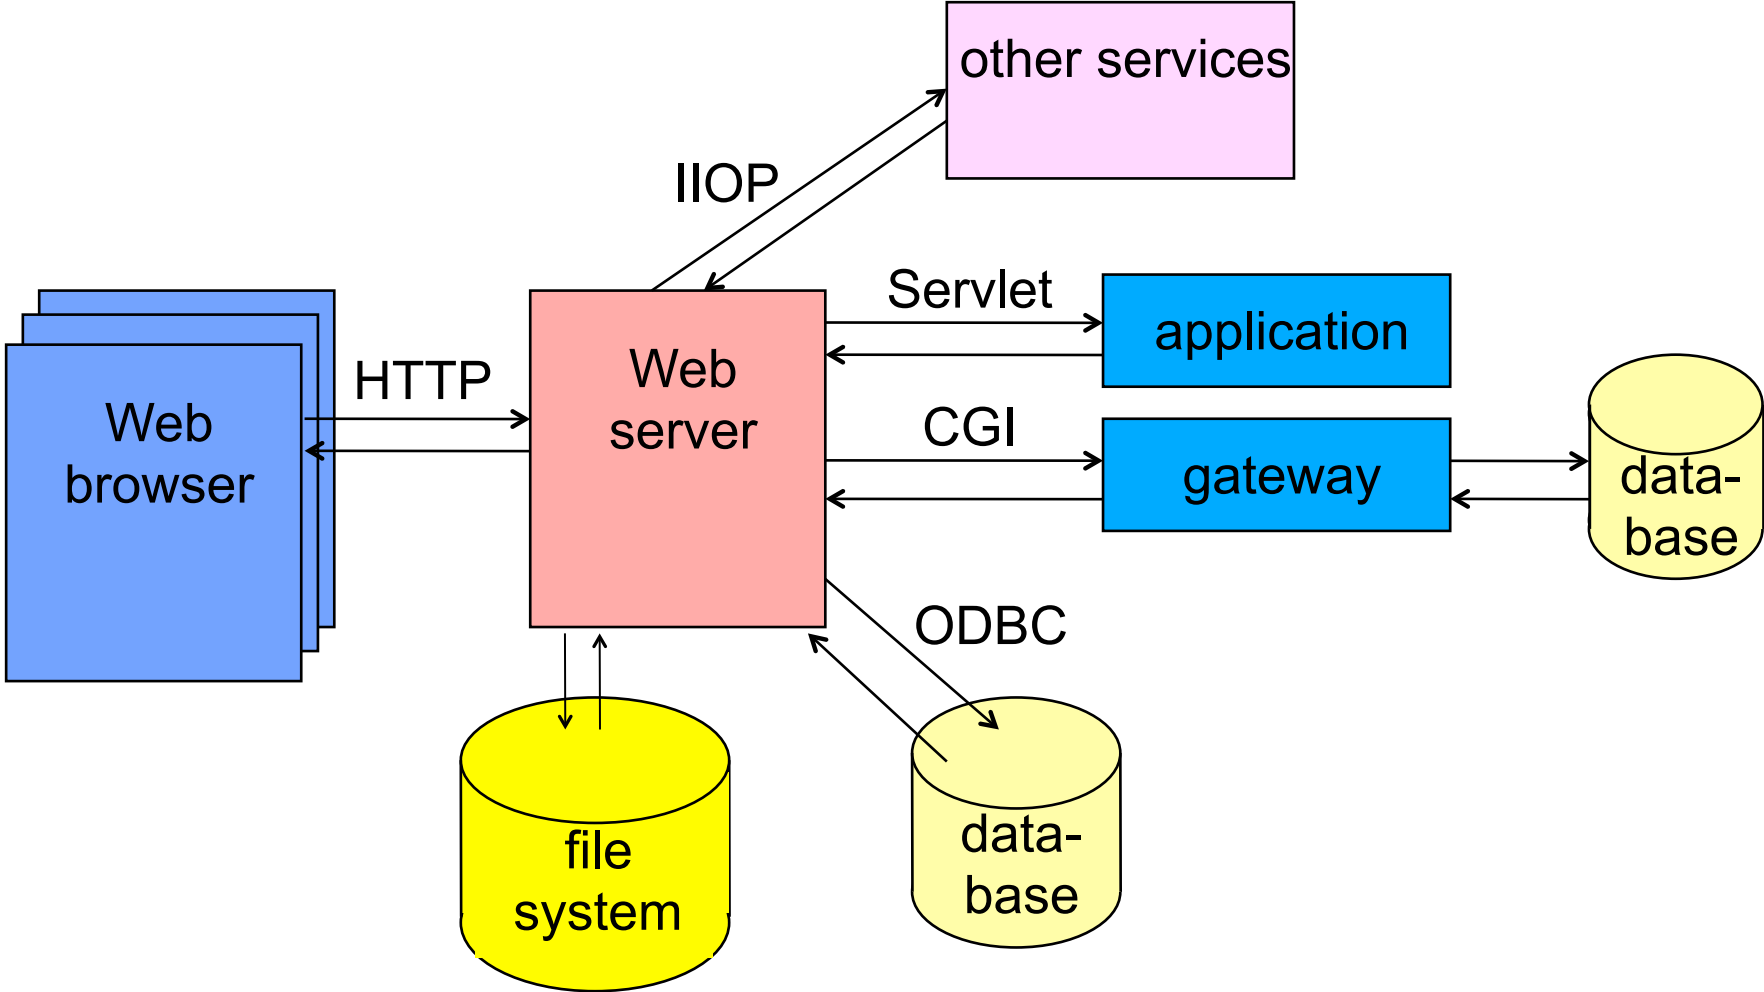 other services
IIOP
Servlet
application
Web
server
HTTP
Web
browser
CGI
gateway
data-
base
ODBC
file
system
data-
base